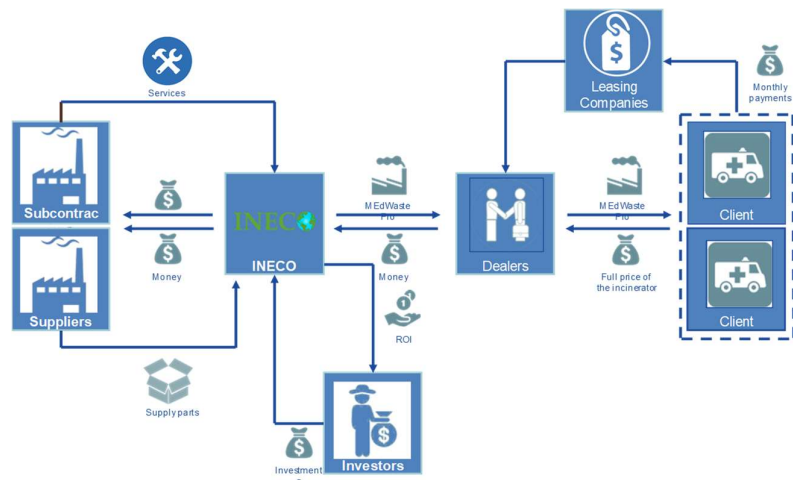 Services
Leasing
Companies
Monthly
payments
Subcontrac
INECO
INECO
MEdWaste
Dealers
MEdWaste
Client
Money
Money
Full price of
the incinerator
Suppliers
ROI
Client
Supply parts
Investment
Investors